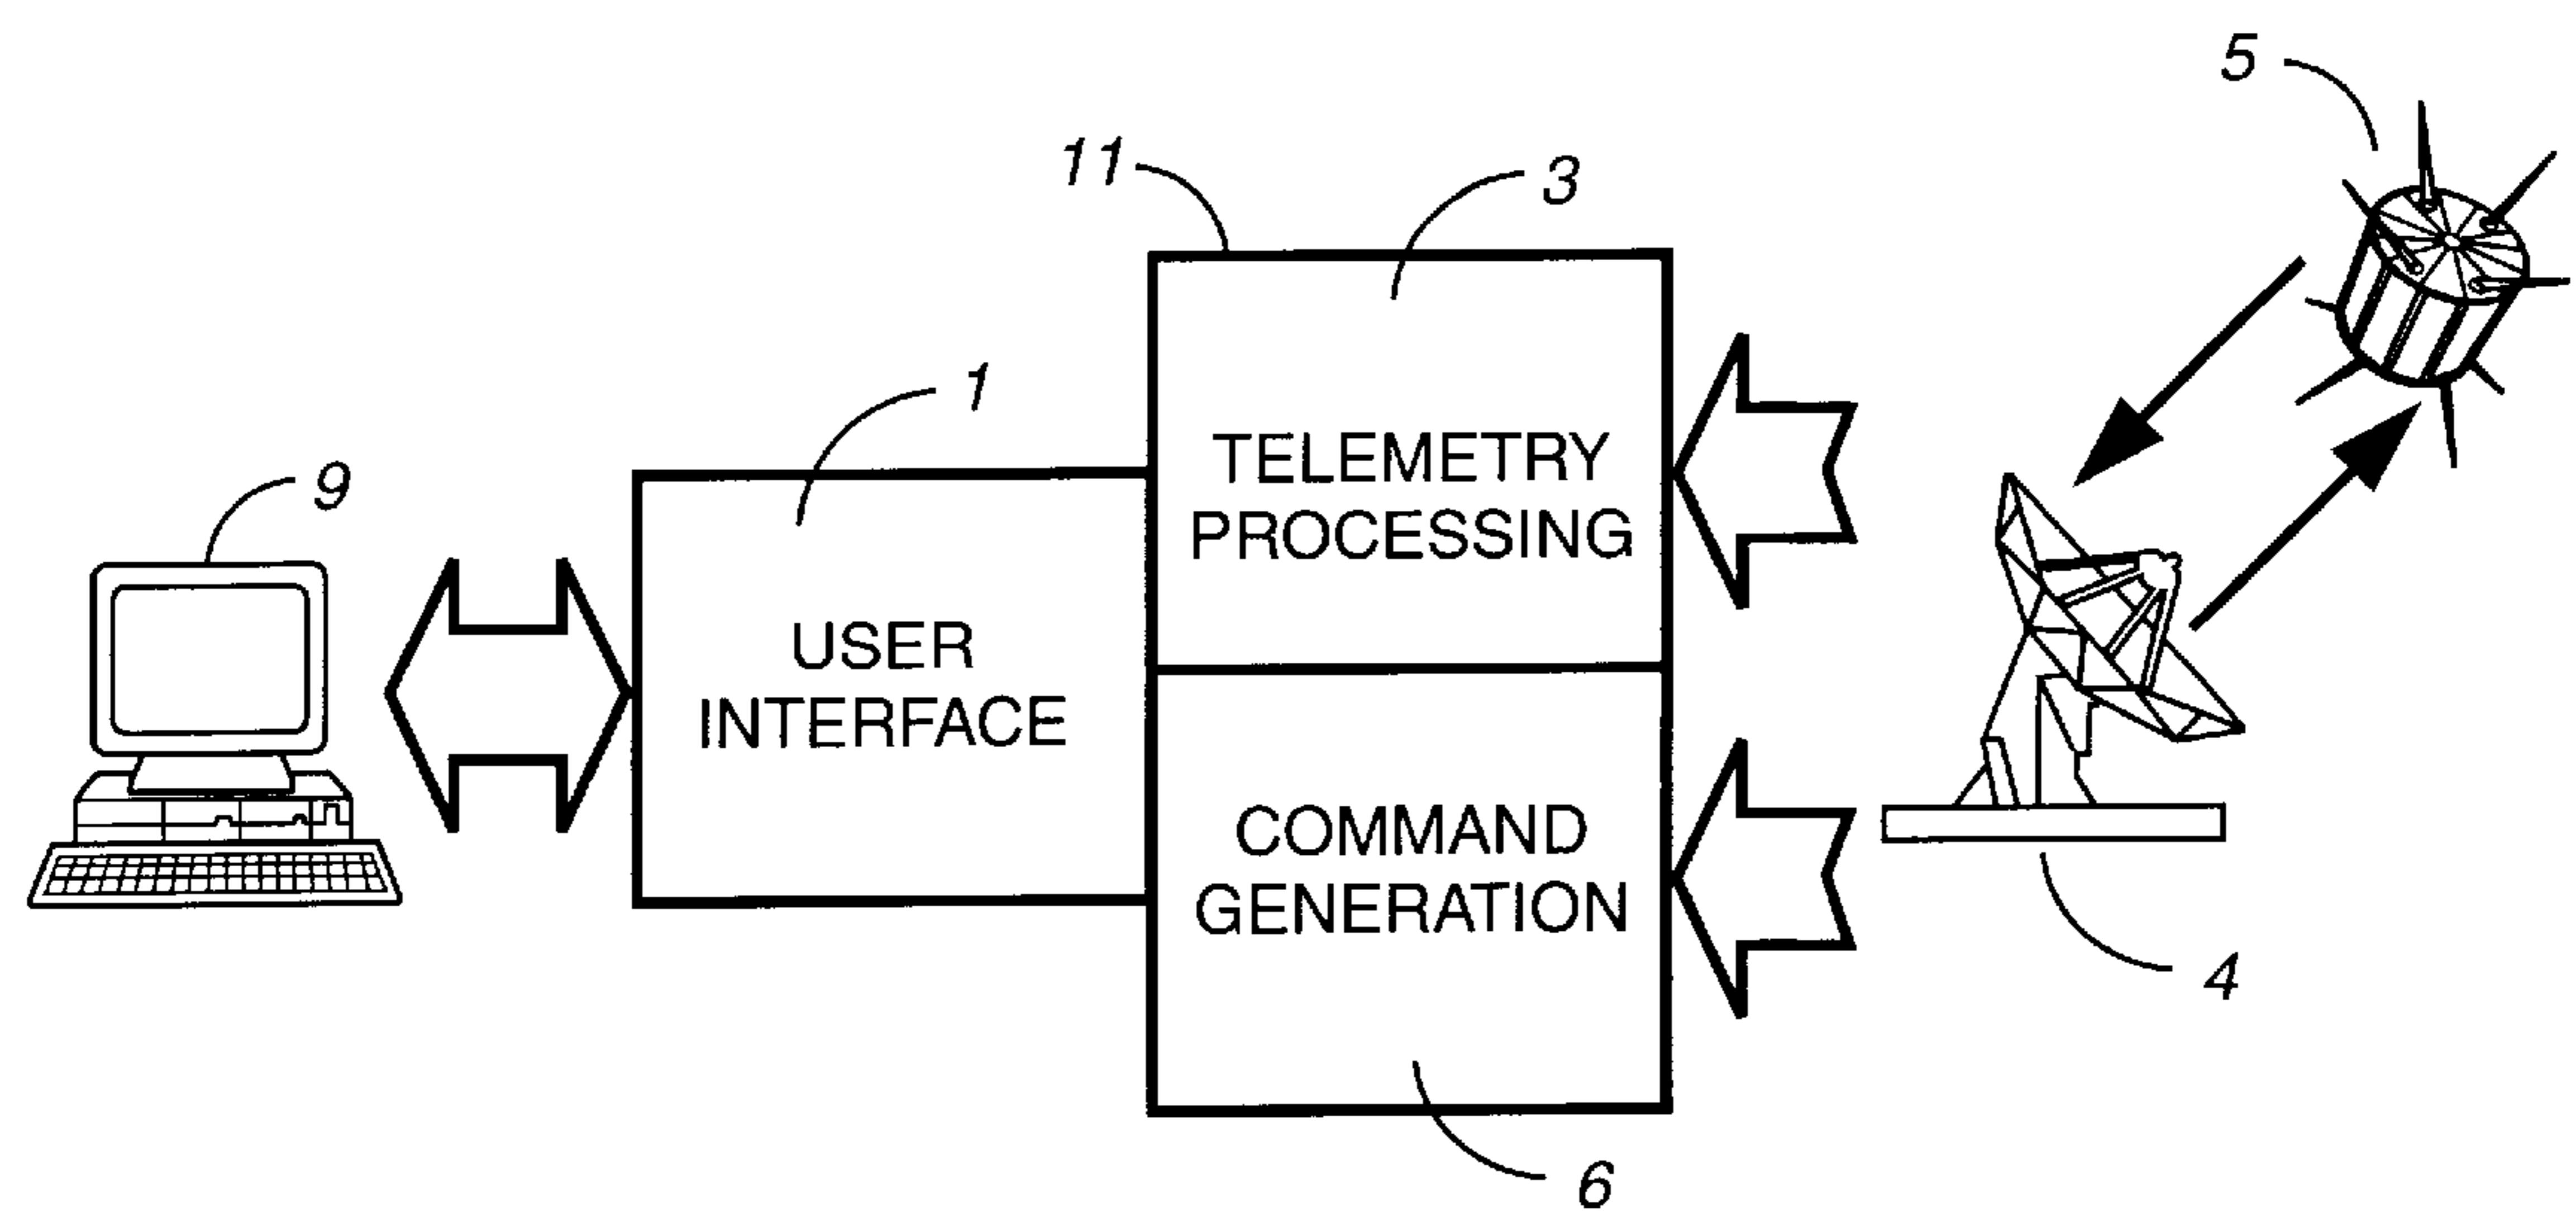 5
11
3
1
9
TELEMETRY
PROCESSING
USER
INTERFACE
COMMAND
GENERATION
4
6